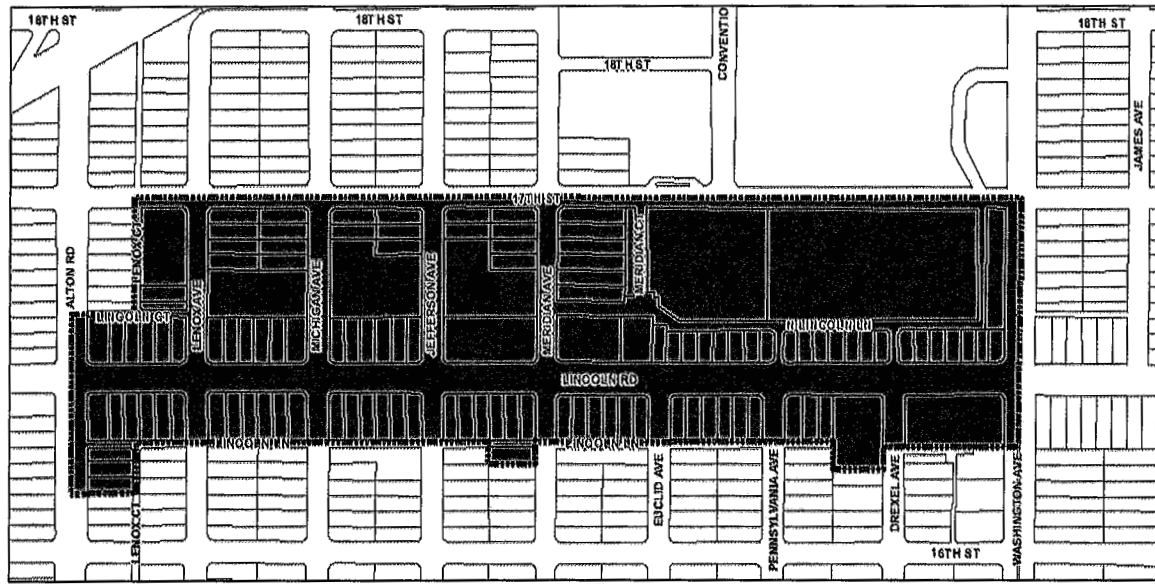 18TH ST
18TH ST
18TH ST
18TH ST
CONVENTIO
JAMES AVE
17TH ST
LENOX CT
MERIDIAN CT
ALTON RD
LENOX AVE
MICHIGAN AVE
JEFFERSON AVE
MERIDIAN AVE
LINCOLN CT
N LINCOLN LN
LINCOLN RD
LINCOLN LN
LINCOLN LN
EUCLID AVE
PENNSYLVANIA AVE
DREXEL AVE
WASHINGTON AVE
LENOX CT
16TH ST